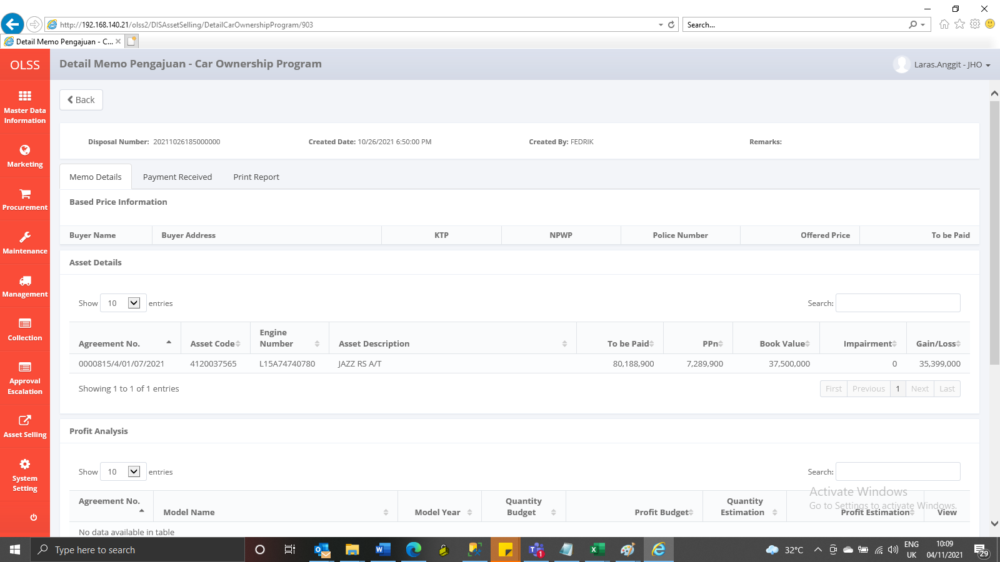 http://192.168.140.21/olss2/DISAssetSelling/DetailCarOwnershipProgram/903
Search...
Detail Memo Pengajuan - C...
OLSS
Detail Memo Pengajuan - Car Ownership Program
Laras.Anggit - JHO
Master Data Information
Marketing
Procurement
Maintenance
Management
Collection
Approval Escalation
Asset Selling
System Setting
Back
Disposal Number: 20211026185000000
Created Date: 10/26/2021 6:50:00 PM
Created By: FEDRIK
Remarks:
Memo Details
Payment Received
Print Report
Based Price Information
Buyer Name
Buyer Address
KTP
NPWP
Police Number
Offered Price
To be Paid
Asset Details
Show 10 entries
Search:
Agreement No.
Asset Code
Engine Number
Asset Description
To be Paid
PPn
Book Value
Impairment
Gain/Loss
0000815/4/01/07/2021
4120037565
L15A74740780
JAZZ RS A/T
80,188,900
7,289,900
37,500,000
0
35,399,000
Showing 1 to 1 of 1 entries
First
Previous
1
Next
Last
Profit Analysis
Show 10 entries
Search:
Agreement No.
Model Name
Model Year
Quantity Budget
Profit Budget
Quantity Estimation
Profit Estimation
View
No data available in table
Activate Windows
Go to Settings to activate Windows.
Type here to search
1
32°C
ENG
UK
10:09
04/11/2021
29